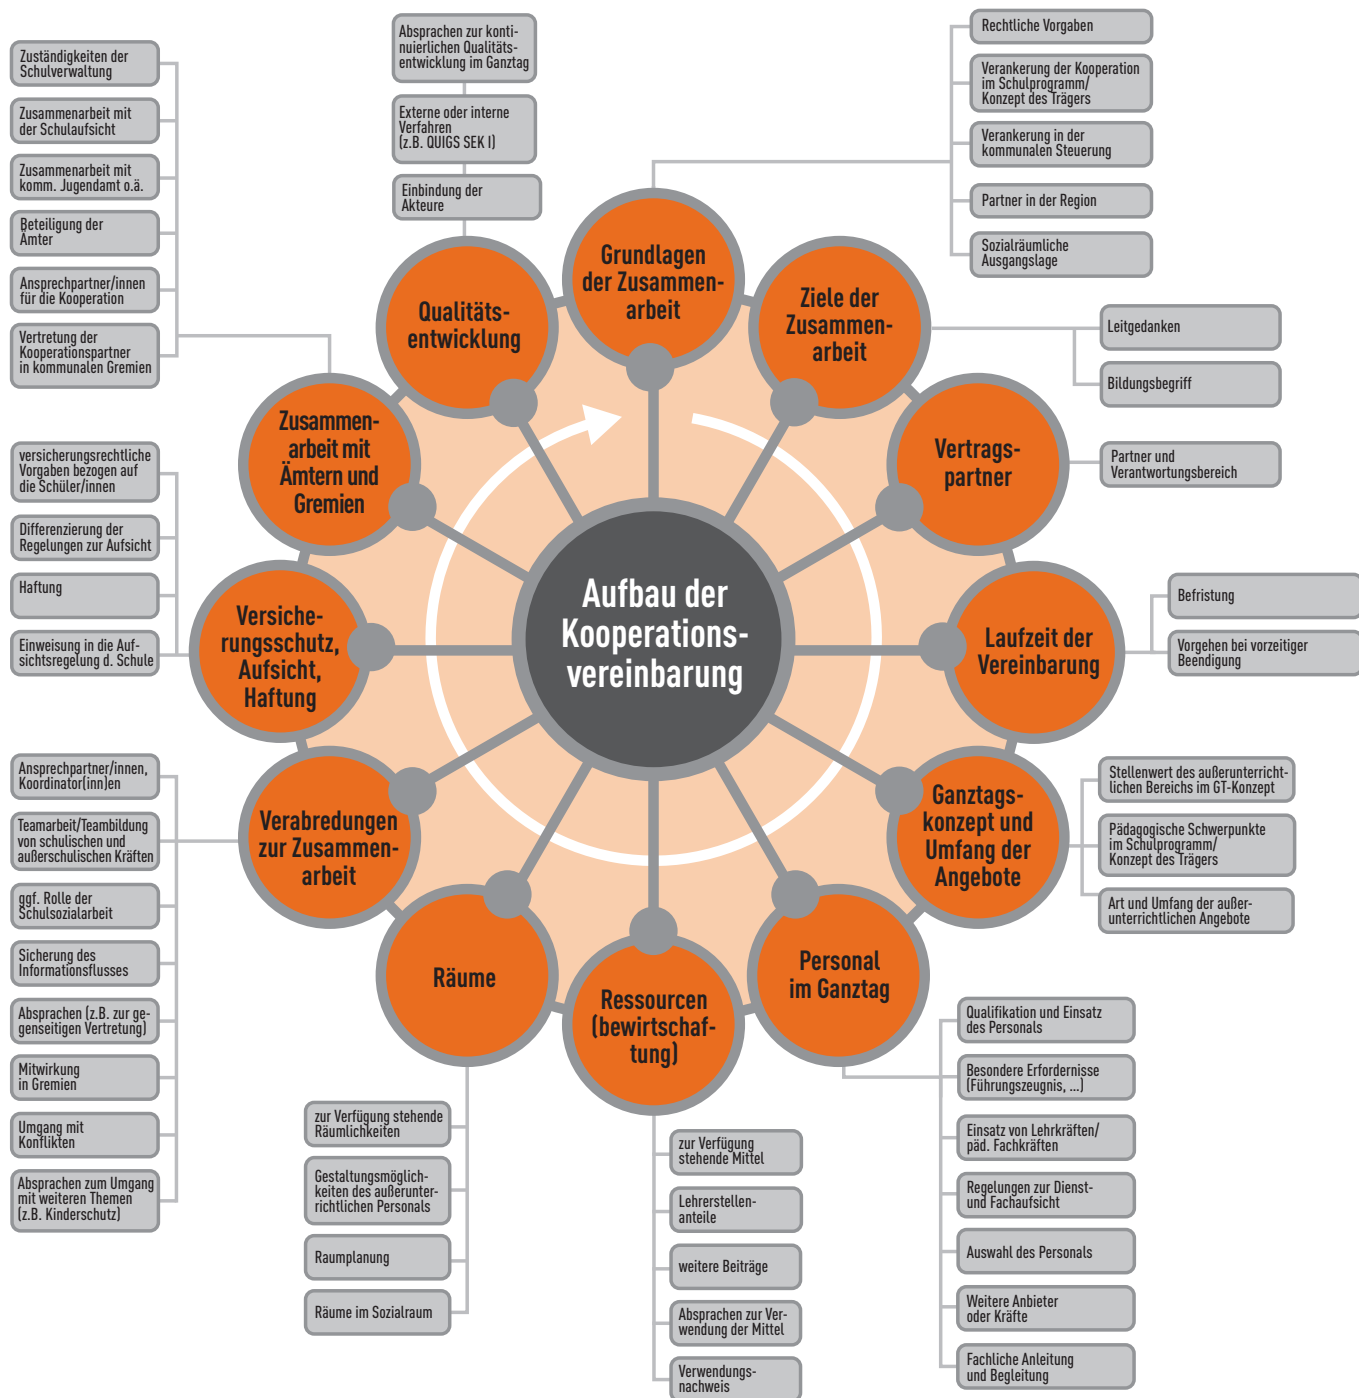 Aufbau der
Kooperations-
vereinbarung
Grundlagen
der Zusammen-
arbeit
Rechtliche Vorgaben
Verankerung der Kooperation
im Schulprogramm/
Konzept des Trägers
Verankerung in der
kommunalen Steuerung
Partner in der Region
Sozialräumliche
Ausgangslage
Ziele der
Zusammen-
arbeit
Leitgedanken
Bildungsbegriff
Vertrags-
partner
Partner und
Verantwortungsbereich
Laufzeit der
Vereinbarung
Befristung
Vorgehen bei vorzeitiger
Beendigung
Ganztags-
konzept und
Umfang der
Angebote
Stellenwert des außerunterricht-
lichen Bereichs im GT-Konzept
Pädagogische Schwerpunkte
im Schulprogramm/
Konzept des Trägers
Art und Umfang der außer-
unterrichtlichen Angebote
Personal
im Ganztag
Qualifikation und Einsatz
des Personals
Besondere Erfordernisse
(Führungszeugnis, ...)
Einsatz von Lehrkräften/
päd. Fachkräften
Regelungen zur Dienst-
und Fachaufsicht
Auswahl des Personals
Weitere Anbieter
oder Kräfte
Fachliche Anleitung
und Begleitung
Ressourcen
(bewirtschaf-
tung)
zur Verfügung
stehende Mittel
Lehrerstellen-
anteile
weitere Beiträge
Absprachen zur Ver-
wendung der Mittel
Verwendungs-
nachweis
Räume
zur Verfügung stehende
Räumlichkeiten
Gestaltungsmöglich-
keiten des außerunter-
richtlichen Personals
Raumplanung
Räume im Sozialraum
Verabredungen
zur Zusammen-
arbeit
Ansprechpartner/innen,
Koordinator(inn)en
Teamarbeit/Teambildung
von schulischen und
außerschulischen Kräften
ggf. Rolle der
Schulsozialarbeit
Sicherung des
Informationsflusses
Absprachen (z.B. zur ge-
genseitigen Vertretung)
Mitwirkung
in Gremien
Umgang mit
Konflikten
Absprachen zum Umgang
mit weiteren Themen
(z.B. Kinderschutz)
Versiche-
rungsschutz,
Aufsicht,
Haftung
versicherungsrechtliche
Vorgaben bezogen auf
die Schüler/innen
Differenzierung der
Regelungen zur Aufsicht
Haftung
Einweisung in die Auf-
sichtsregelung d. Schule
Zusammen-
arbeit mit
Ämtern und
Gremien
Zuständigkeiten der
Schulverwaltung
Zusammenarbeit mit
der Schulaufsicht
Zusammenarbeit mit
komm. Jugendamt o.ä.
Beteiligung der
Ämter
Ansprechpartner/innen
für die Kooperation
Vertretung der
Kooperationspartner
in kommunalen Gremien
Qualitäts-
entwicklung
Absprachen zur konti-
nuierlichen Qualitäts-
entwicklung im Ganztag
Externe oder interne
Verfahren
(z.B. QUIGS SEK I)
Einbindung der
Akteure